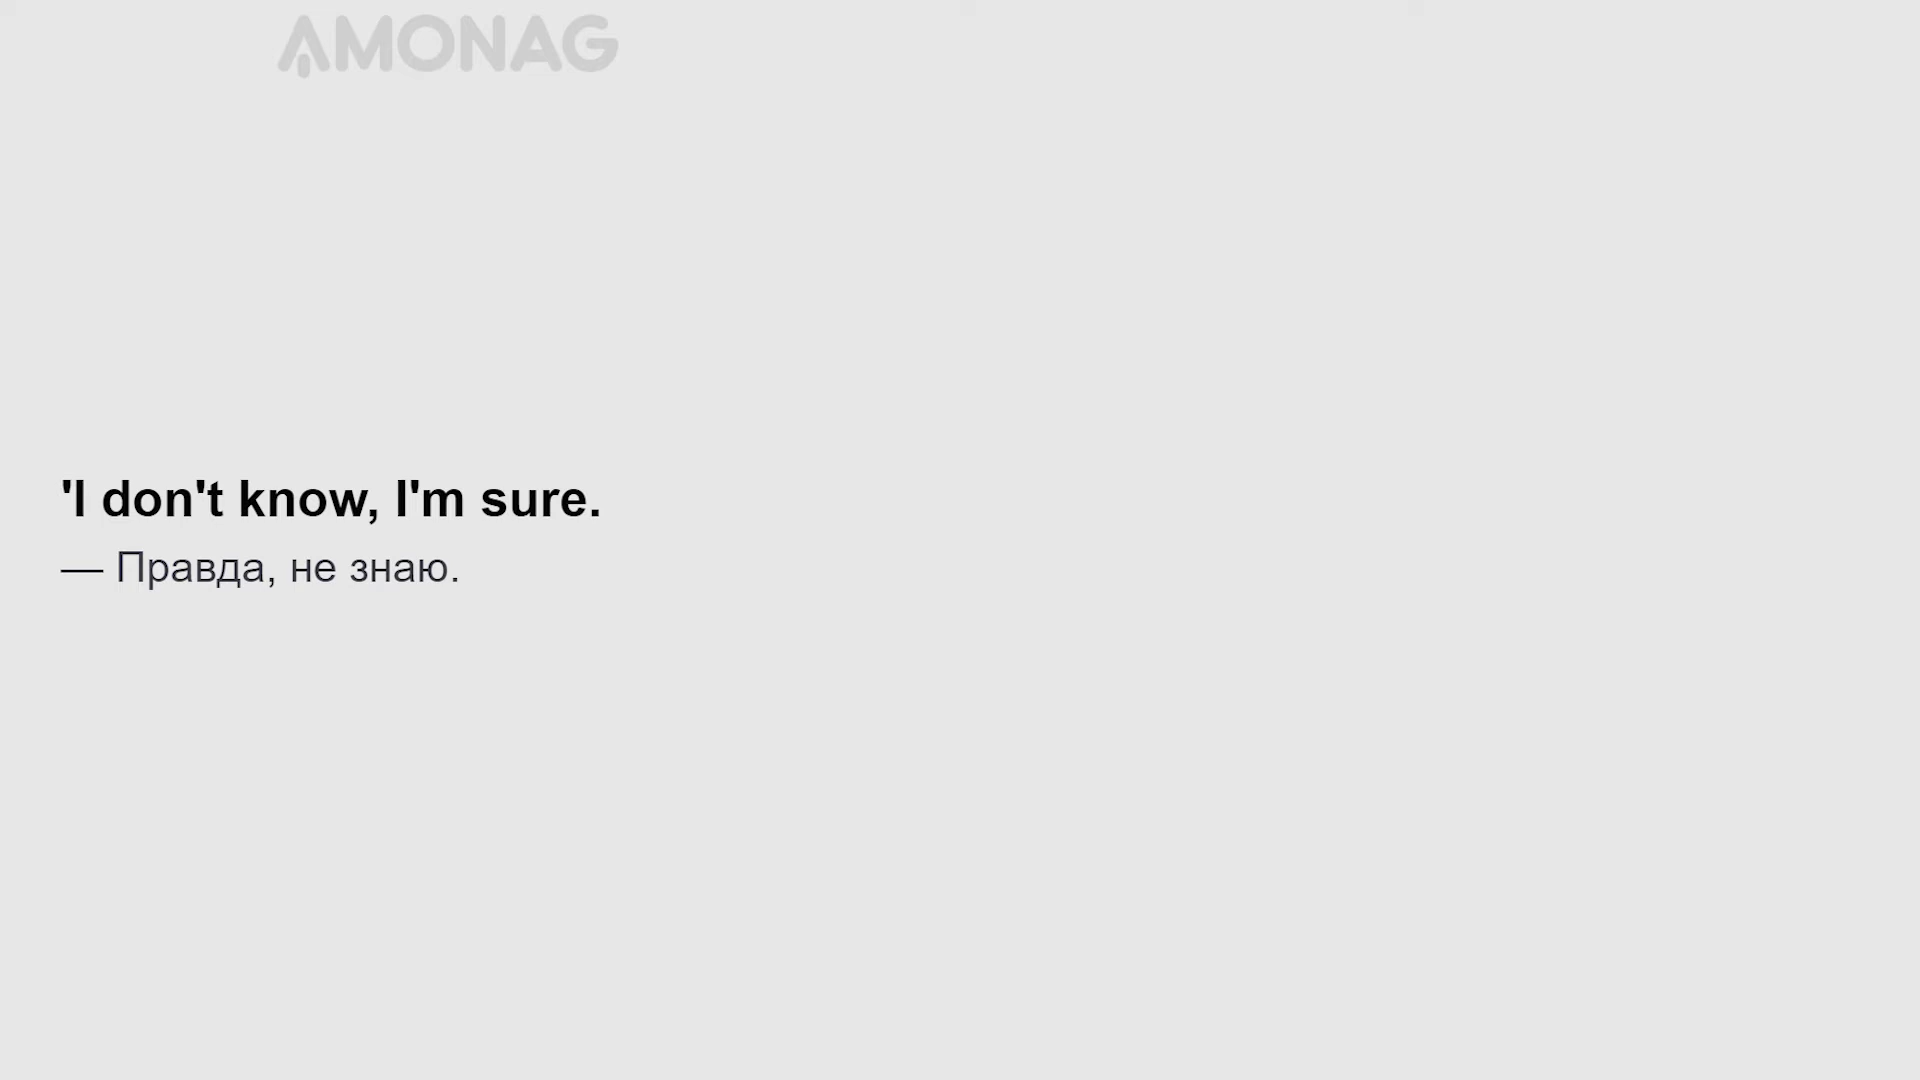 AMONAG
'I don't know, I'm sure.
— Правда, не знаю.